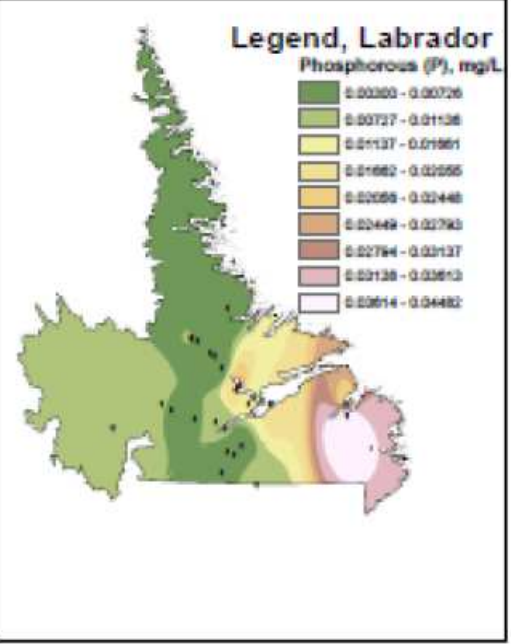 Legend, Labrador
Phosphorous (P), mg/L
0.00300 - 0.00726
0.00727 - 0.01136
0.01137 - 0.01661
0.01662 - 0.02055
0.02056 - 0.02448
0.02449 - 0.02793
0.02794 - 0.03137
0.03138 - 0.03613
0.03614 - 0.04482